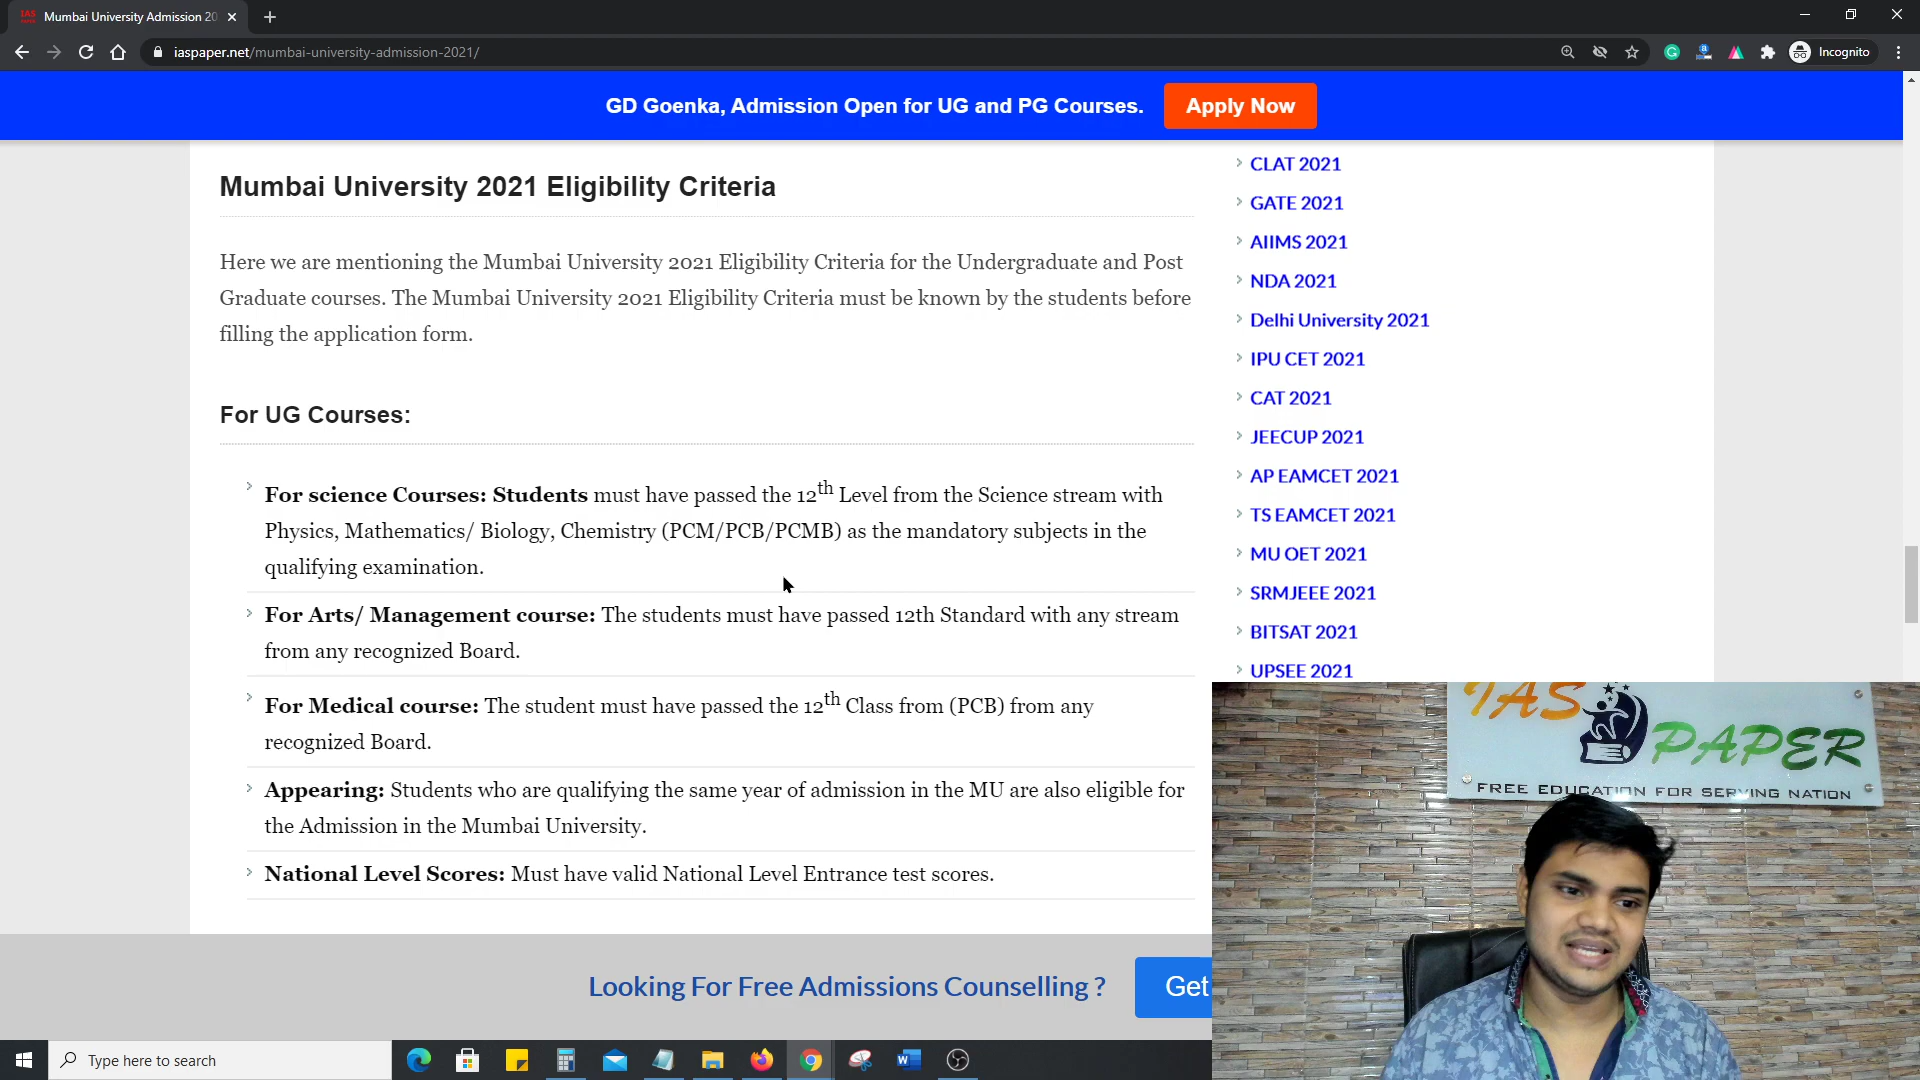 Mumbai University Admission 20
iaspaper.net/mumbai-university-admission-2021/
Incognito
GD Goenka, Admission Open for UG and PG Courses.
Apply Now
Mumbai University 2021 Eligibility Criteria
Here we are mentioning the Mumbai University 2021 Eligibility Criteria for the Undergraduate and Post
Graduate courses. The Mumbai University 2021 Eligibility Criteria must be known by the students before
filling the application form.
For UG Courses:
For science Courses: Students must have passed the 12th Level from the Science stream with
Physics, Mathematics/ Biology, Chemistry (PCM/PCB/PCMB) as the mandatory subjects in the
qualifying examination.
For Arts/ Management course: The students must have passed 12th Standard with any stream
from any recognized Board.
For Medical course: The student must have passed the 12th Class from (PCB) from any
recognized Board.
Appearing: Students who are qualifying the same year of admission in the MU are also eligible for
the Admission in the Mumbai University.
National Level Scores: Must have valid National Level Entrance test scores.
CLAT 2021
GATE 2021
AIIMS 2021
NDA 2021
Delhi University 2021
IPU CET 2021
CAT 2021
JEECUP 2021
AP EAMCET 2021
TS EAMCET 2021
MU OET 2021
SRMJEEE 2021
BITSAT 2021
UPSEE 2021
IAS
PAPER
FREE EDUCATION FOR SERVING NATION
Looking For Free Admissions Counselling ?
Get
Type here to search